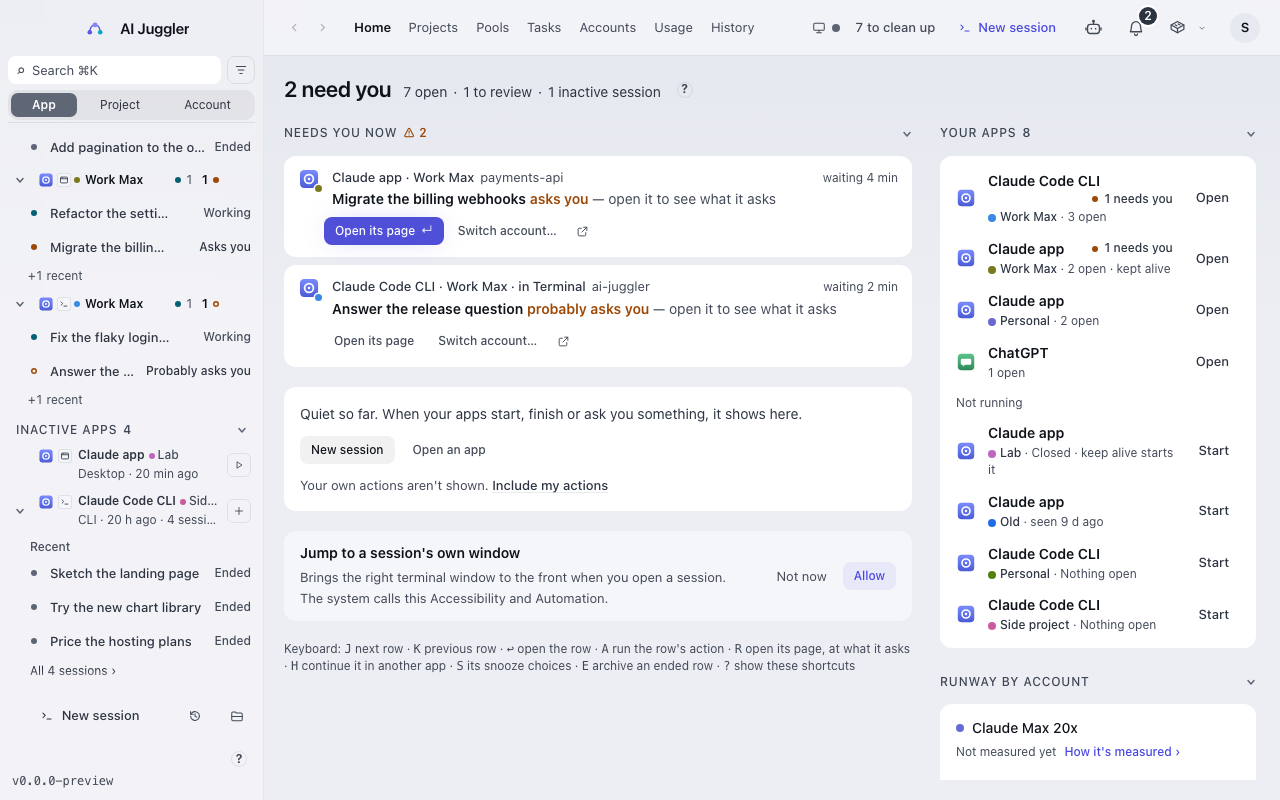 AI Juggler
Search ⌘K
App
Project
Account
Add pagination to the o... Ended
Work Max 1 1
Refactor the setti... Working
Migrate the billin... Asks you
+1 recent
Work Max 1 1
Fix the flaky login... Working
Answer the ... Probably asks you
+1 recent
INACTIVE APPS 4
Claude app Lab
Desktop · 20 min ago
Claude Code CLI Sid...
CLI · 20 h ago · 4 sessi...
Recent
Sketch the landing page Ended
Try the new chart library Ended
Price the hosting plans Ended
All 4 sessions ›
New session
?
v0.0.0-preview
Home Projects Pools Tasks Accounts Usage History
7 to clean up
New session
2
S
2 need you 7 open · 1 to review · 1 inactive session ?
NEEDS YOU NOW 2
Claude app · Work Max payments-api waiting 4 min
Migrate the billing webhooks asks you — open it to see what it asks
Open its page ↵ Switch account...
Claude Code CLI · Work Max · in Terminal ai-juggler waiting 2 min
Answer the release question probably asks you — open it to see what it asks
Open its page Switch account...
Quiet so far. When your apps start, finish or ask you something, it shows here.
New session Open an app
Your own actions aren't shown. Include my actions
Jump to a session's own window
Brings the right terminal window to the front when you open a session.
The system calls this Accessibility and Automation.
Not now Allow
Keyboard: J next row · K previous row · ↩ open the row · A run the row's action · R open its page, at what it asks
· H continue it in another app · S its snooze choices · E archive an ended row · ? show these shortcuts
YOUR APPS 8
Claude Code CLI
1 needs you
Work Max · 3 open
Open
Claude app 1 needs you
Work Max · 2 open · kept alive
Open
Claude app
Personal · 2 open
Open
ChatGPT
1 open
Open
Not running
Claude app
Lab · Closed · keep alive starts
it
Start
Claude app
Old · seen 9 d ago
Start
Claude Code CLI
Personal · Nothing open
Start
Claude Code CLI
Side project · Nothing open
Start
RUNWAY BY ACCOUNT
Claude Max 20x
Not measured yet How it's measured ›